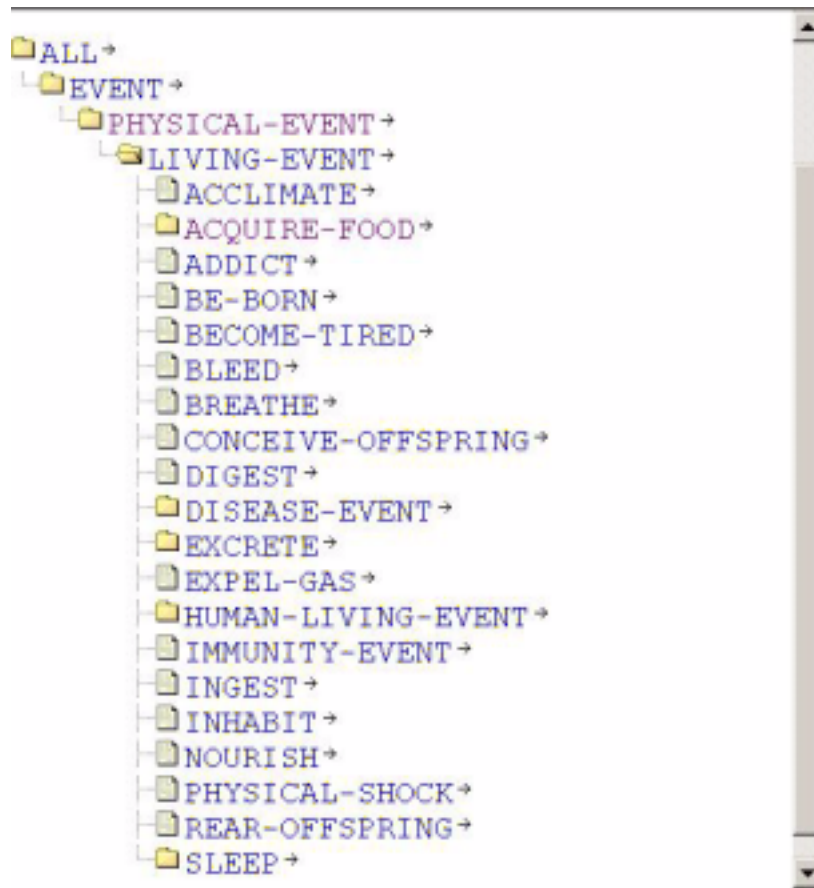 ALL→
EVENT→
PHYSICAL-EVENT→
LIVING-EVENT→
ACCLIMATE→
ACQUIRE-FOOD→
ADDICT→
BE-BORN→
BECOME-TIRED→
BLEED→
BREATHE→
CONCEIVE-OFFSPRING→
DIGEST→
DISEASE-EVENT→
EXCRETE→
EXPEL-GAS→
HUMAN-LIVING-EVENT→
IMMUNITY-EVENT→
INGEST→
INHABIT→
NOURISH→
PHYSICAL-SHOCK→
REAR-OFFSPRING→
SLEEP→